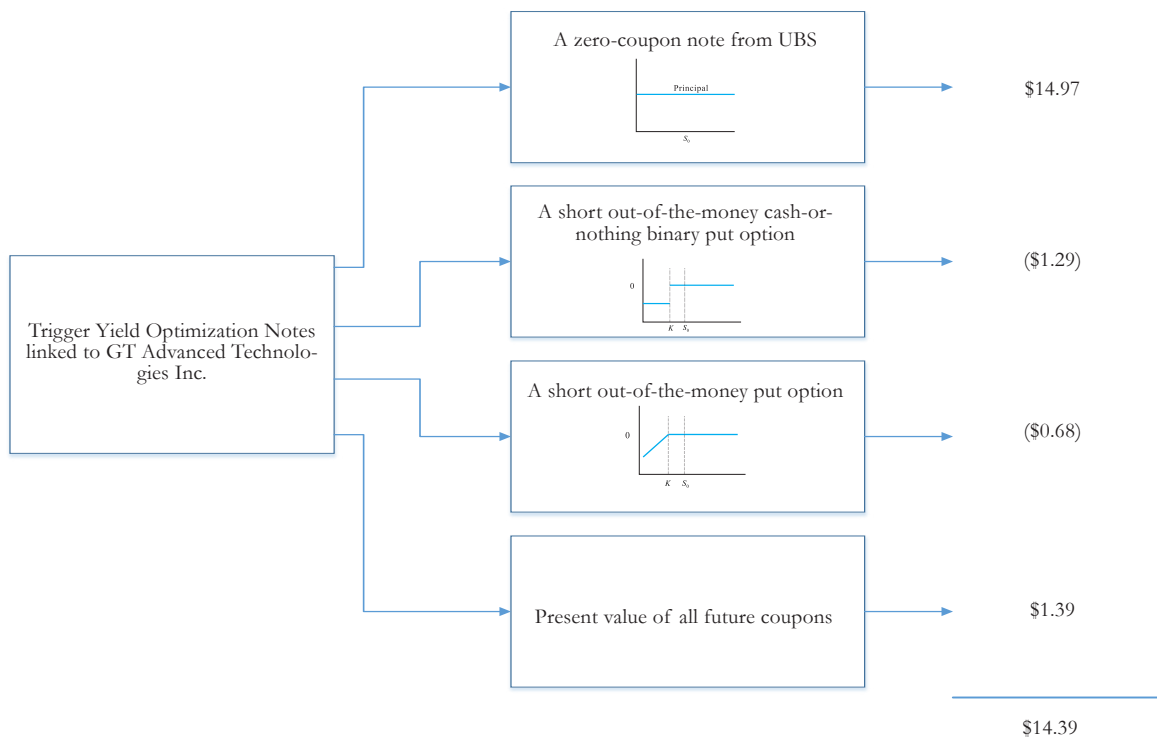 A zero-coupon note from UBS
Principal
S₀
$14.97
A short out-of-the-money cash-or-
nothing binary put option
0
K
S₀
($1.29)
Trigger Yield Optimization Notes
linked to GT Advanced Technolo-
gies Inc.
A short out-of-the-money put option
0
K
S₀
($0.68)
Present value of all future coupons
$1.39
$14.39